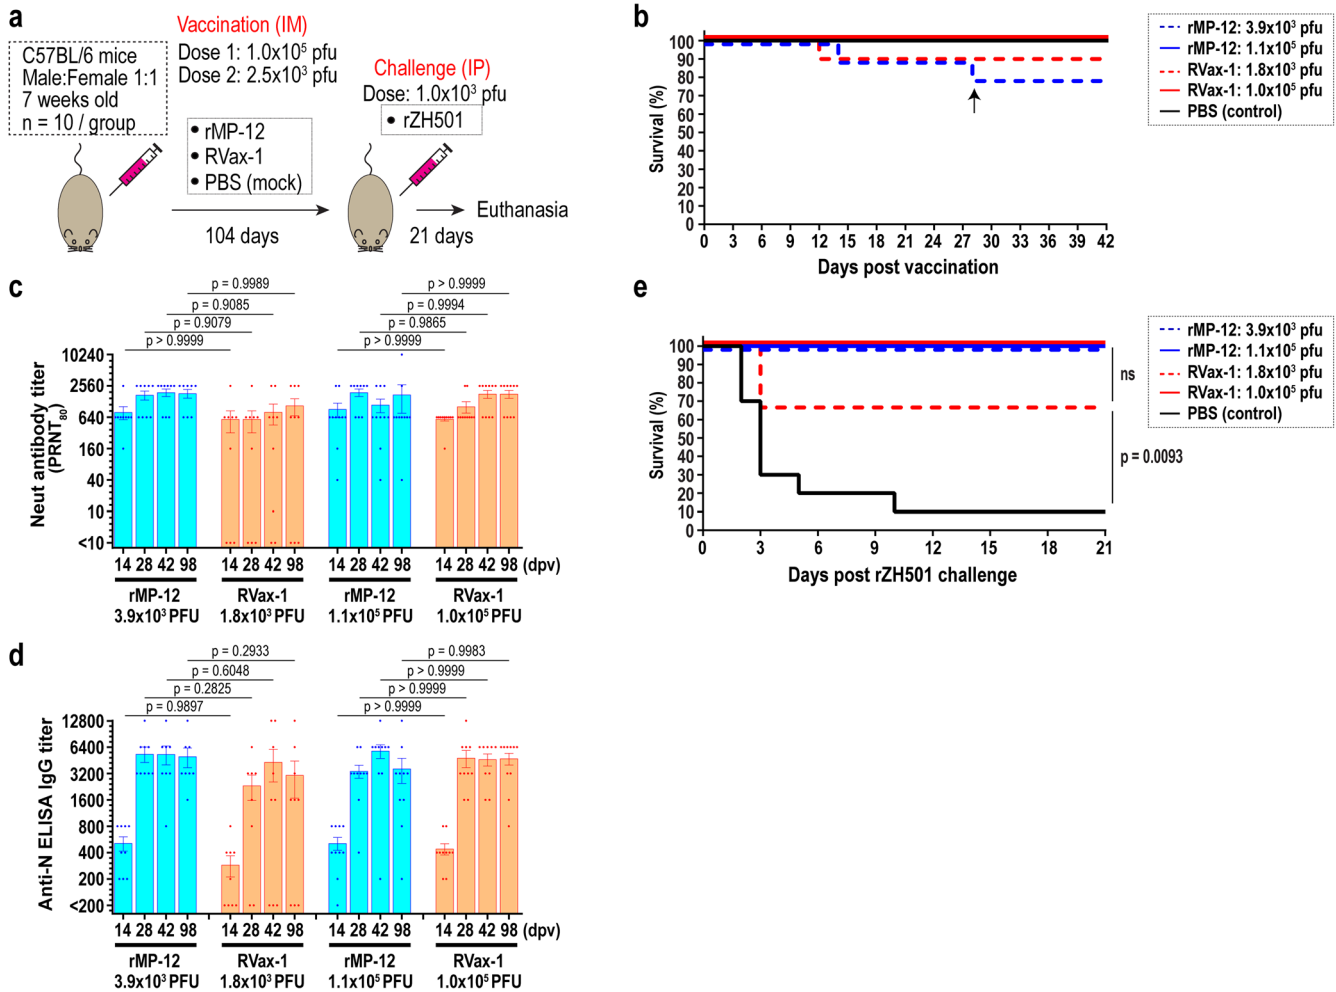 a
C57BL/6 mice
Male:Female 1:1
7 weeks old
n = 10 / group
Vaccination (IM)
Dose 1: 1.0x10⁵ pfu
Dose 2: 2.5x10³ pfu
• rMP-12
• RVax-1
• PBS (mock)
104 days
Challenge (IP)
Dose: 1.0x10³ pfu
• rZH501
21 days
Euthanasia
b
Survival (%)
100
90
80
70
60
50
40
30
20
10
0
0 3 6 9 12 15 18 21 24 27 30 33 36 39 42
Days post vaccination
rMP-12: 3.9x10³ pfu
rMP-12: 1.1x10⁵ pfu
RVax-1: 1.8x10³ pfu
RVax-1: 1.0x10⁵ pfu
PBS (control)
c
p = 0.9989
p = 0.9085
p = 0.9079
p > 0.9999
p > 0.9999
p = 0.9994
p = 0.9865
p > 0.9999
Neut antibody titer
(PRNT₈₀)
10240
2560
640
160
40
10
<10
14 28 42 98 14 28 42 98 14 28 42 98 14 28 42 98 (dpv)
rMP-12 RVax-1 rMP-12 RVax-1
3.9x10³ PFU 1.8x10³ PFU 1.1x10⁵ PFU 1.0x10⁵ PFU
d
p = 0.2933
p = 0.6048
p = 0.2825
p = 0.9897
p = 0.9983
p > 0.9999
p > 0.9999
p > 0.9999
Anti-N ELISA IgG titer
12800
6400
3200
1600
800
400
200
<200
14 28 42 98 14 28 42 98 14 28 42 98 14 28 42 98 (dpv)
rMP-12 RVax-1 rMP-12 RVax-1
3.9x10³ PFU 1.8x10³ PFU 1.1x10⁵ PFU 1.0x10⁵ PFU
e
Survival (%)
100
90
80
70
60
50
40
30
20
10
0
0 3 6 9 12 15 18 21
Days post rZH501 challenge
ns
p = 0.0093
rMP-12: 3.9x10³ pfu
rMP-12: 1.1x10⁵ pfu
RVax-1: 1.8x10³ pfu
RVax-1: 1.0x10⁵ pfu
PBS (control)